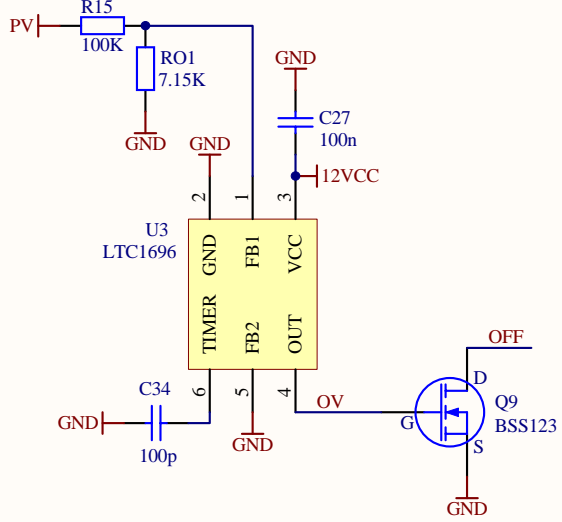 R15
PV
100K
RO1
7.15K
GND
GND
GND
C27
100n
12VCC
2
1
3
U3
LTC1696
GND
FB1
VCC
TIMER
FB2
OUT
6
5
4
C34
GND
100p
GND
OV
OFF
D
G
S
Q9
BSS123
GND